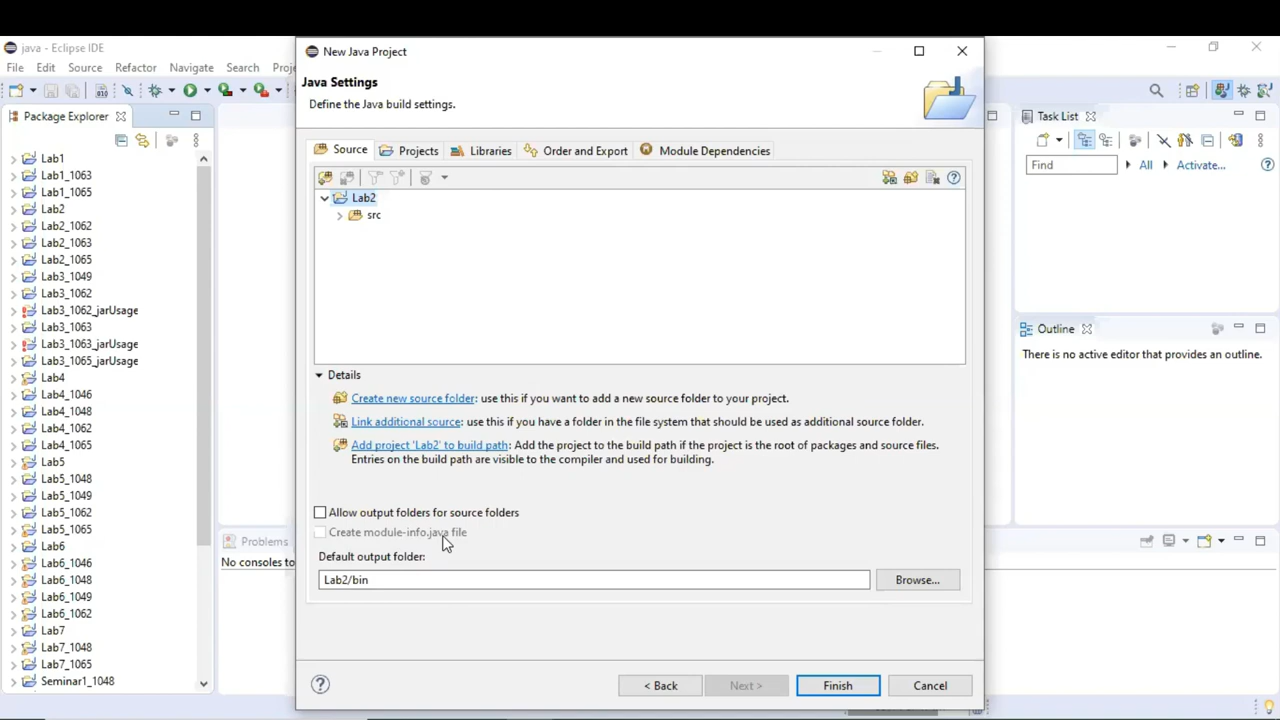 java - Eclipse IDE
File Edit Source Refactor Navigate Search
Package Explorer
Lab1
Lab1_1063
Lab1_1065
Lab2
Lab2_1062
Lab2_1063
Lab2_1065
Lab3_1049
Lab3_1062
Lab3_1062_jarUsage
Lab3_1063
Lab3_1063_jarUsage
Lab3_1065_jarUsage
Lab4
Lab4_1046
Lab4_1048
Lab4_1062
Lab4_1065
Lab5
Lab5_1048
Lab5_1049
Lab5_1062
Lab5_1065
Lab6
Lab6_1046
Lab6_1048
Lab6_1049
Lab6_1062
Lab7
Lab7_1048
Lab7_1065
Seminar1_1048
New Java Project
Java Settings
Define the Java build settings.
Source Projects Libraries Order and Export Module Dependencies
Lab2
src
Details
Create new source folder: use this if you want to add a new source folder to your project.
Link additional source: use this if you have a folder in the file system that should be used as additional source folder.
Add project 'Lab2' to build path: Add the project to the build path if the project is the root of packages and source files.
Entries on the build path are visible to the compiler and used for building.
Allow output folders for source folders
Create module-info.java file
Default output folder:
Lab2/bin Browse...
< Back Next > Finish Cancel
Problems
No consoles to
Task List
Find All Activate...
Outline
There is no active editor that provides an outline.